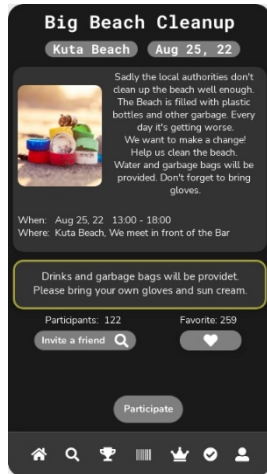 Big Beach Cleanup
Kuta Beach Aug 25, 22
Sadly the local authorities don't
clean up the beach well enough.
The Beach is filled with plastic
bottles and other garbage. Every
day it's getting worse.
We want to make a change!
Help us clean the beach.
Water and garbage bags will be
provided. Don't forget to bring
gloves.
When: Aug 25, 22 13:00 - 18:00
Where: Kuta Beach, We meet in front of the Bar
Drinks and garbage bags will be providet.
Please bring your own gloves and sun cream.
Participants: 122 Favorite: 259
Invite a friend
Participate